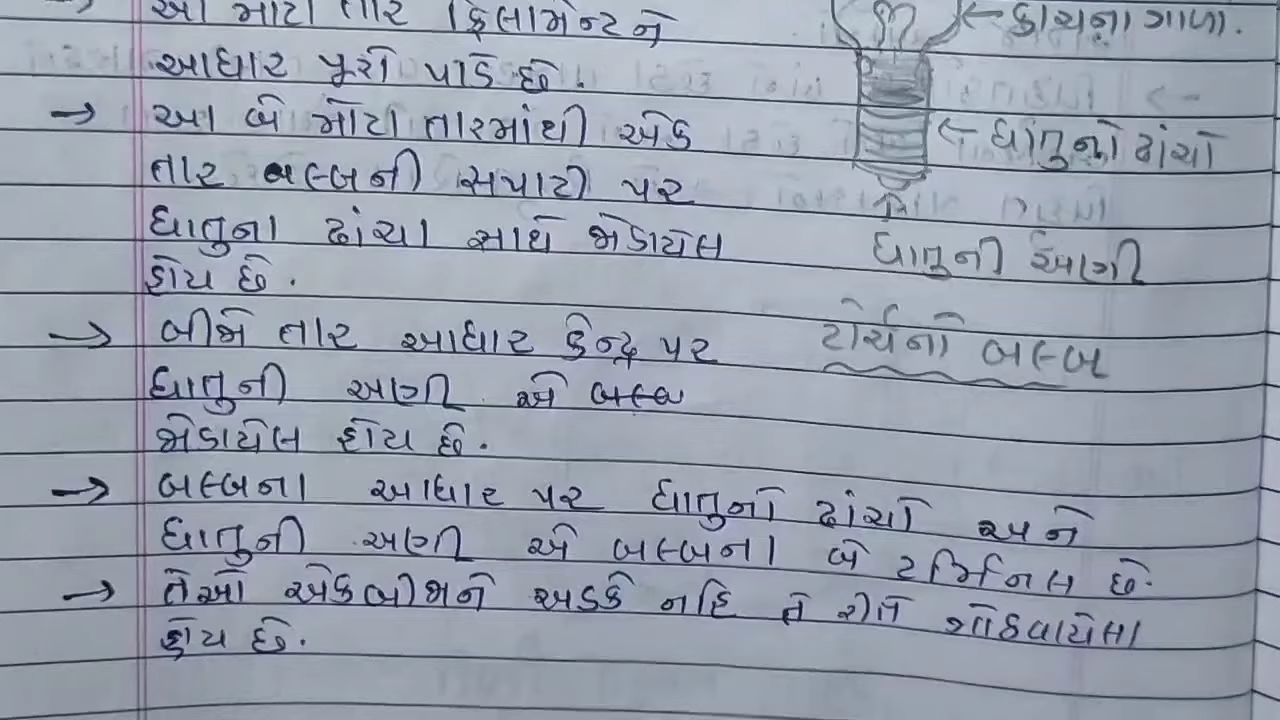 આ મોટા તાર ફિલામેન્ટને
આધાર પૂરો પાડે છે.
→ આ બે મોટા તારમાંથી એક
તાર બલ્બની સપાટી પર
ધાતુના ઢાંચા સાથે જોડાયેલ
હોય છે.
→ બીજો તાર આધાર કેન્દ્ર પર
ધાતુની અણી એ બલ્બ
જોડાયેલ હોય છે.
→ બલ્બના આધાર પર ધાતુનો ઢાંચો અને
ધાતુની અણી એ બલ્બના બે ટર્મિનલ છે.
→ તેઓ એકબીજાને અડકે નહિ તે રીતે ગોઠવાયેલા
હોય છે.
← કાચના ગાળા.
← ધાતુનો ઢાંચો
ધાતુની અણી
ટોર્ચનો બલ્બ